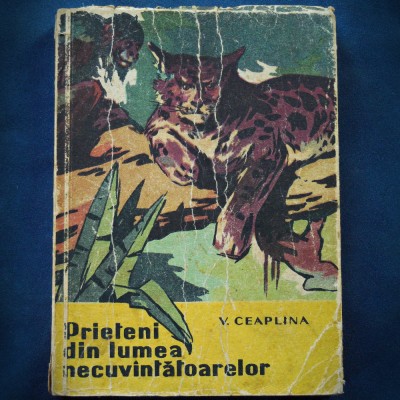 V. CEAPLINA
Prieteni
din lumea
necuvîntătoarelor